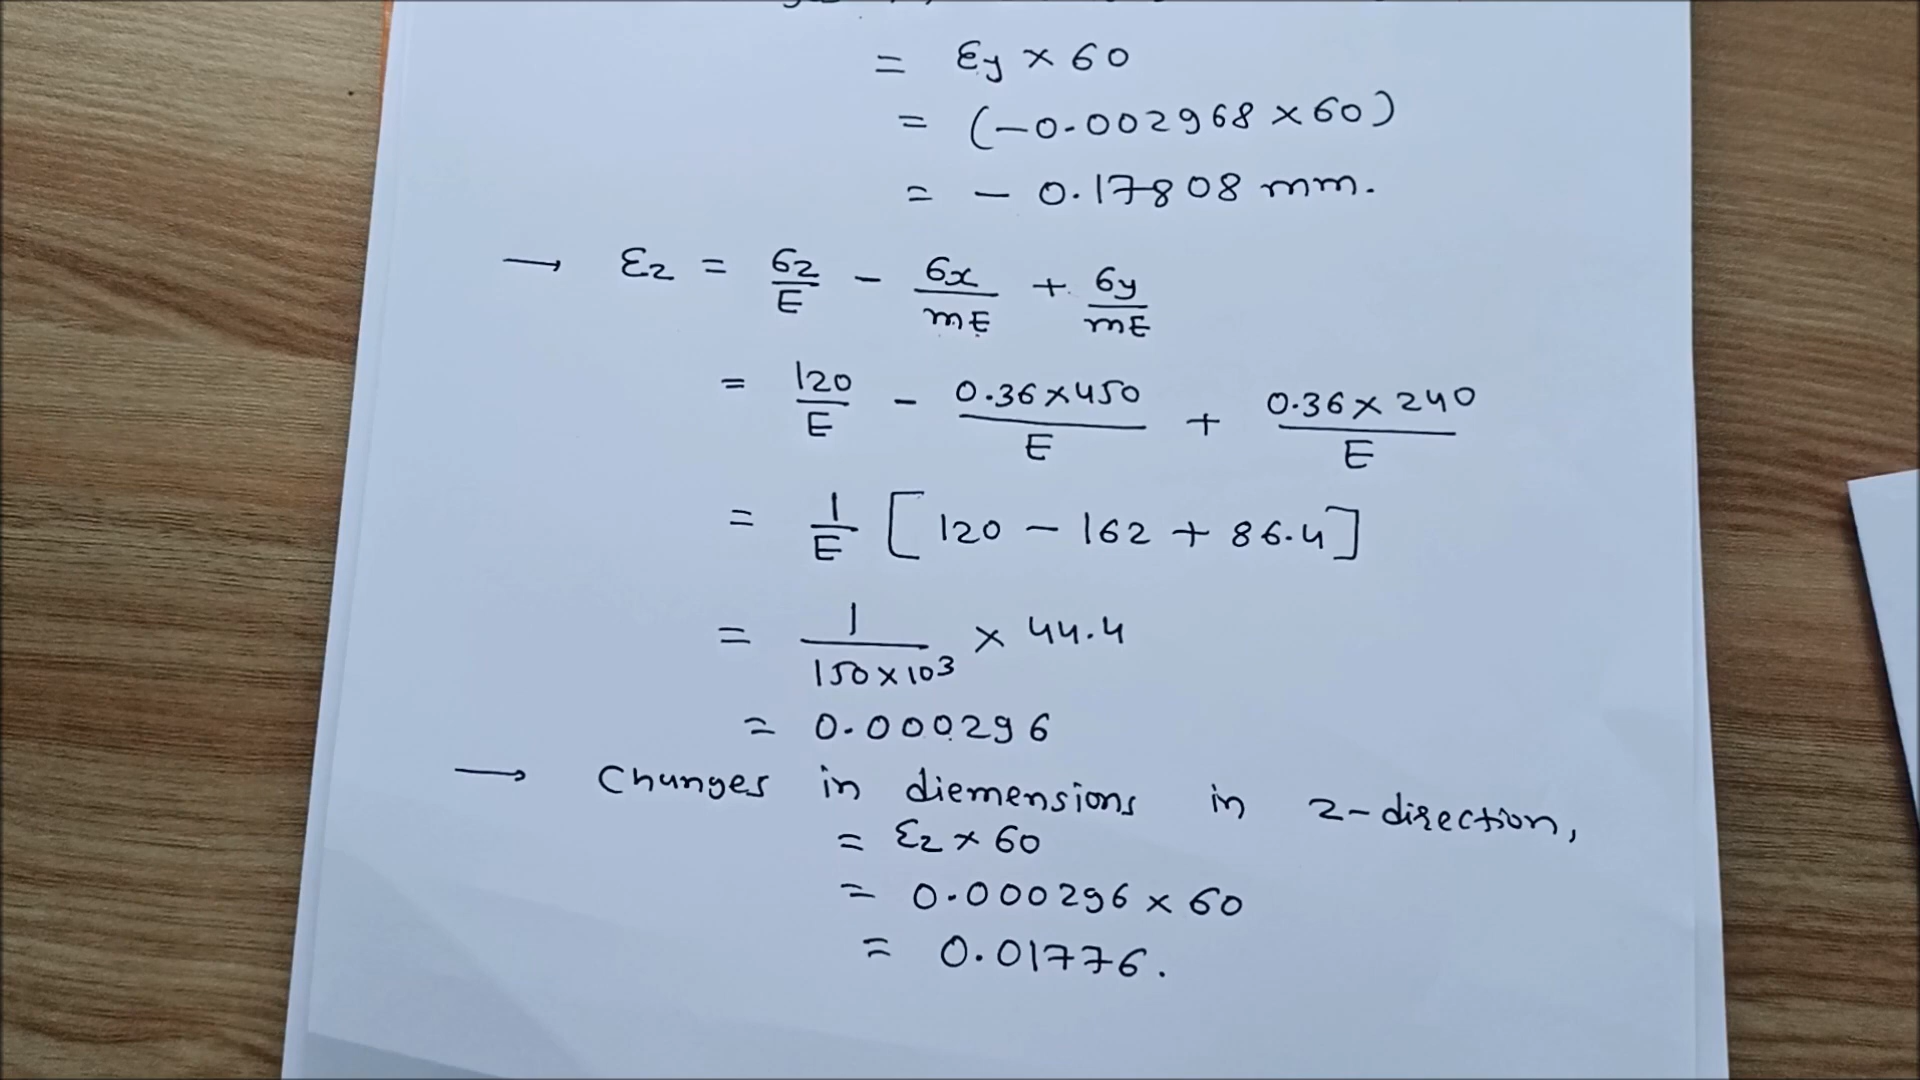 = εy × 60
= (-0.002968 × 60)
= - 0.17808 mm.
→ εz = σz/E - σx/mE + σy/mE
= 120/E - 0.36×450/E + 0.36×240/E
= 1/E [120 - 162 + 86.4]
= 1/150×10³ × 44.4
= 0.000296
→ Changes in diemensions in z-direction,
= εz × 60
= 0.000296 × 60
= 0.01776.